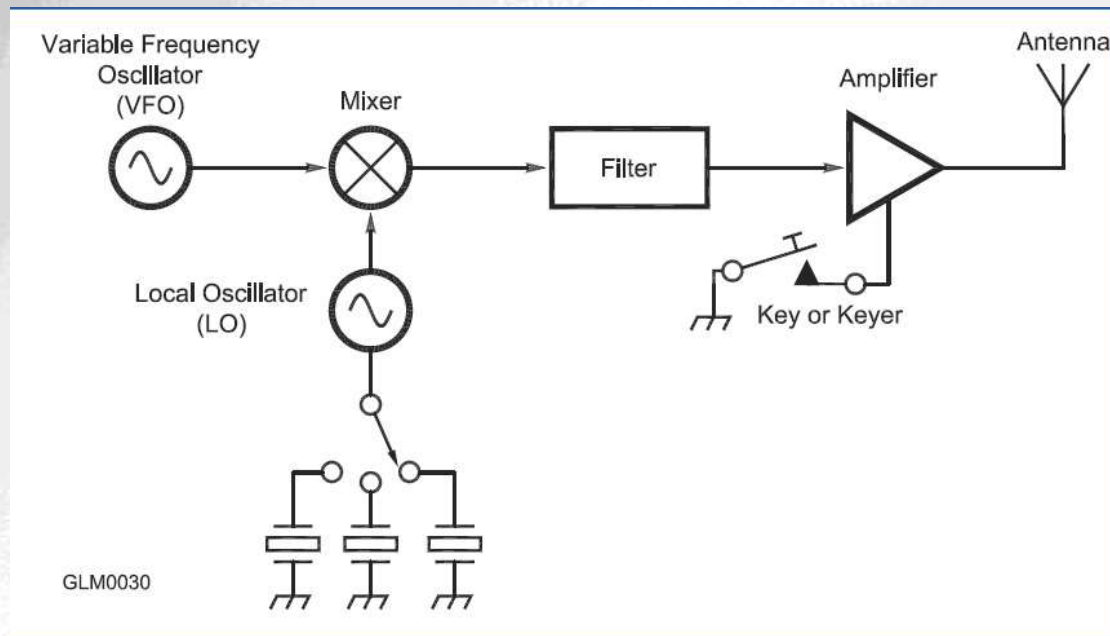 Variable Frequency
Oscillator
(VFO)
Mixer
Amplifier
Antenna
Filter
Local Oscillator
(LO)
Key or Keyer
GLM0030